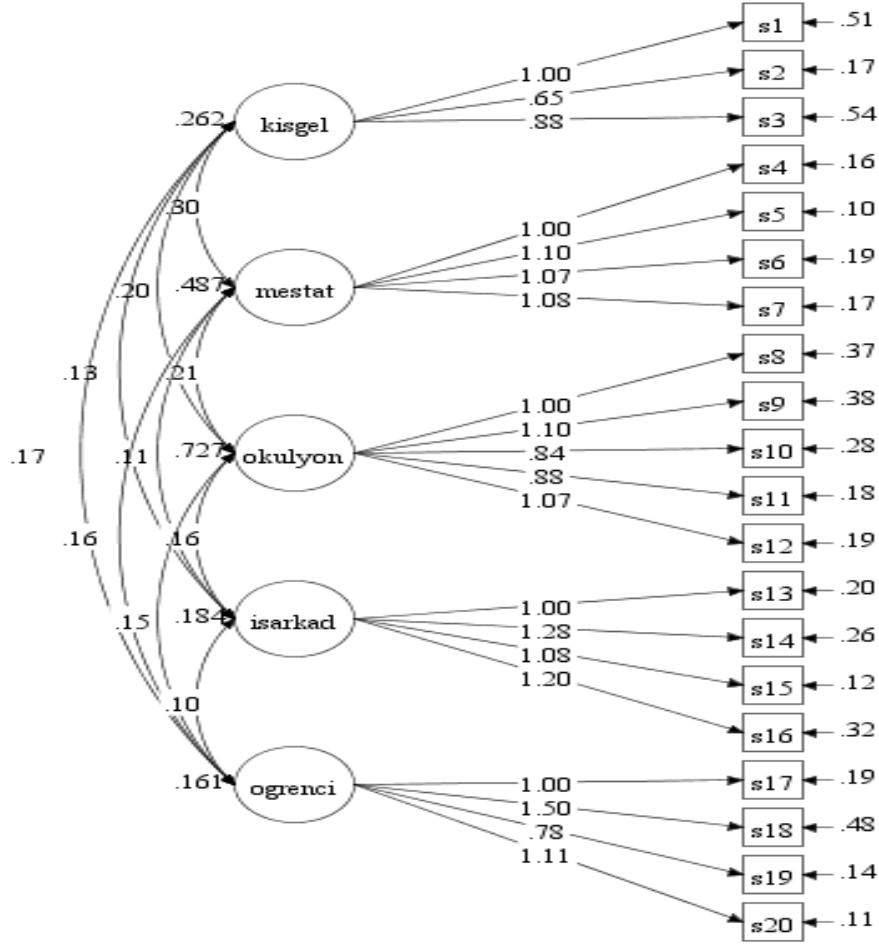 s1 .51
1.00
s2 .17
.65
.262 kisgel .88 s3 .54
s4 .16
.30
s5 .10
1.00
1.10
s6 .19
1.07
.20 .487 mestat 1.08 s7 .17
s8 .37
.13 .21
s9 .38
1.00
1.10
.17 .11 .727 okulyon .84 s10 .28
.88
s11 .18
1.07
.16 .16 s12 .19
s13 .20
1.00
.15 .184 isarkad 1.28 s14 .26
1.08
s15 .12
1.20
.10 s16 .32
.161 ogrenci 1.00 s17 .19
1.50
s18 .48
.78
1.11
s19 .14
s20 .11